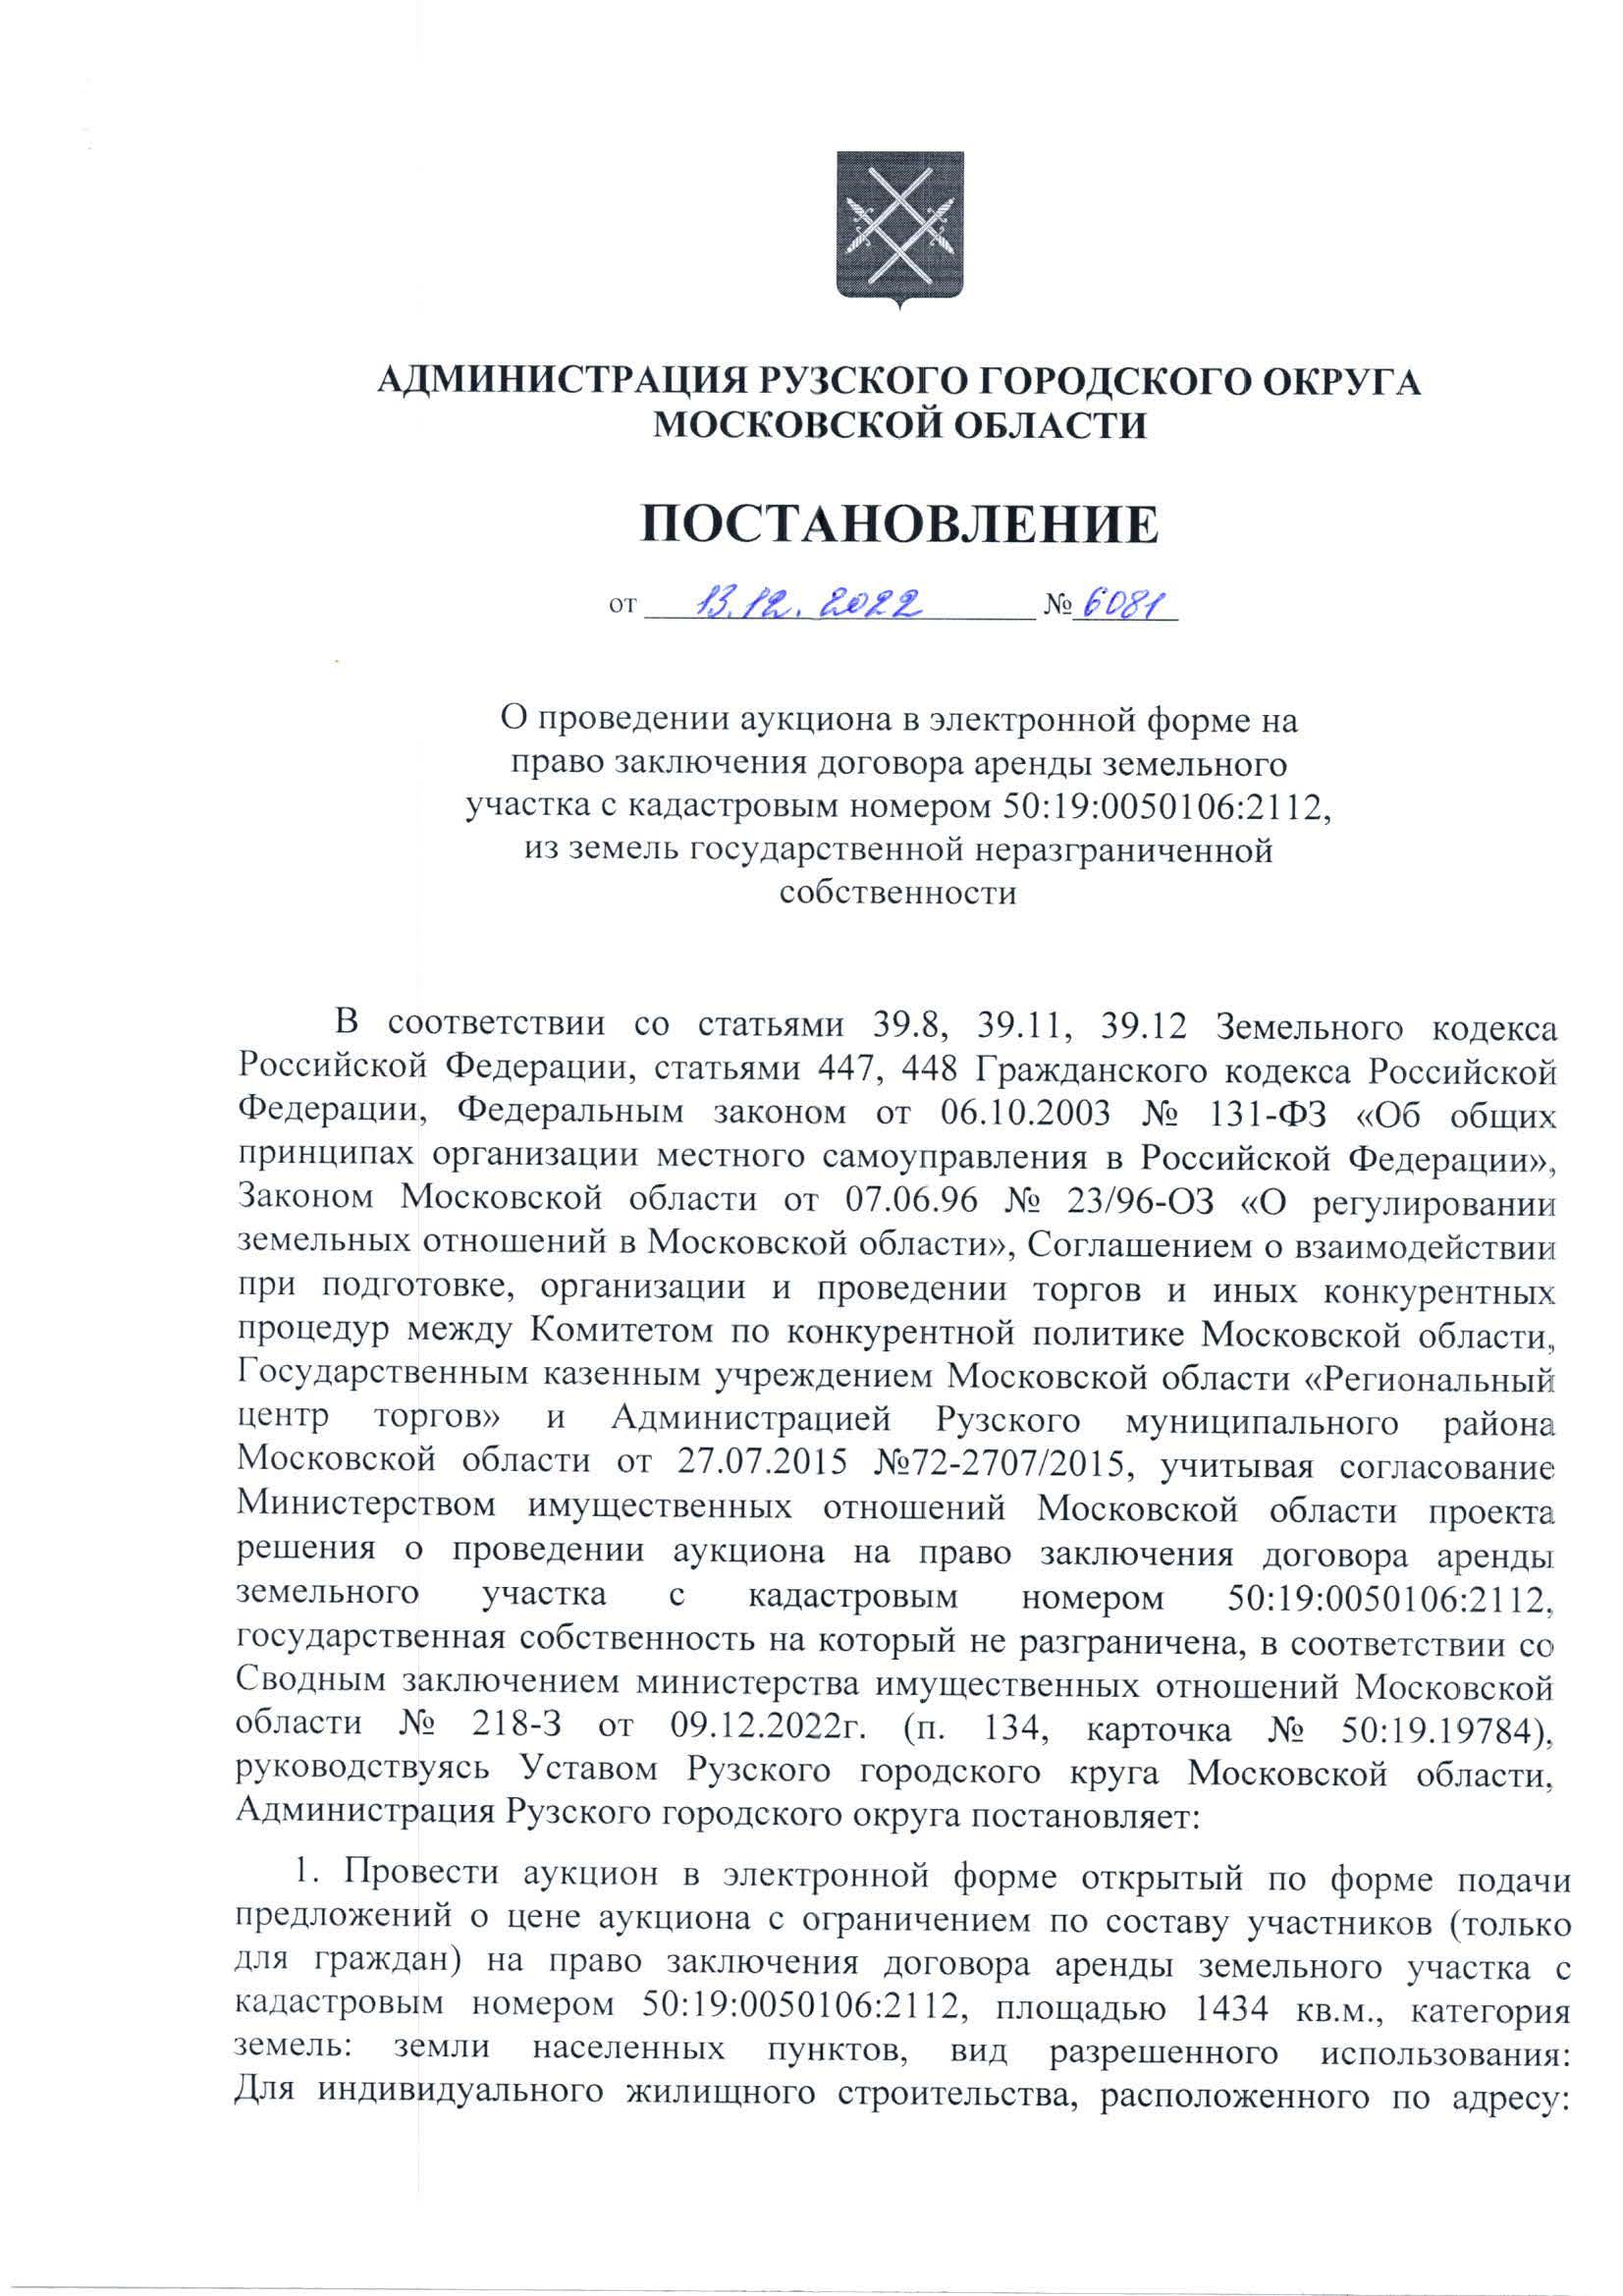 АДМИНИСТРАЦИЯ РУЗСКОГО ГОРОДСКОГО ОКРУГА
МОСКОВСКОЙ ОБЛАСТИ
ПОСТАНОВЛЕНИЕ
от 13.12.2022 № 6081
О проведении аукциона в электронной форме на
право заключения договора аренды земельного
участка с кадастровым номером 50:19:0050106:2112,
из земель государственной неразграниченной
собственности
В соответствии со статьями 39.8, 39.11, 39.12 Земельного кодекса
Российской Федерации, статьями 447, 448 Гражданского кодекса Российской
Федерации, Федеральным законом от 06.10.2003 № 131-ФЗ «Об общих
принципах организации местного самоуправления в Российской Федерации»,
Законом Московской области от 07.06.96 № 23/96-ОЗ «О регулировании
земельных отношений в Московской области», Соглашением о взаимодействии
при подготовке, организации и проведении торгов и иных конкурентных
процедур между Комитетом по конкурентной политике Московской области,
Государственным казенным учреждением Московской области «Региональный
центр торгов» и Администрацией Рузского муниципального района
Московской области от 27.07.2015 №72-2707/2015, учитывая согласование
Министерством имущественных отношений Московской области проекта
решения о проведении аукциона на право заключения договора аренды
земельного участка с кадастровым номером 50:19:0050106:2112,
государственная собственность на который не разграничена, в соответствии со
Сводным заключением министерства имущественных отношений Московской
области № 218-З от 09.12.2022г. (п. 134, карточка № 50:19.19784),
руководствуясь Уставом Рузского городского круга Московской области,
Администрация Рузского городского округа постановляет:
1. Провести аукцион в электронной форме открытый по форме подачи
предложений о цене аукциона с ограничением по составу участников (только
для граждан) на право заключения договора аренды земельного участка с
кадастровым номером 50:19:0050106:2112, площадью 1434 кв.м., категория
земель: земли населенных пунктов, вид разрешенного использования:
Для индивидуального жилищного строительства, расположенного по адресу: